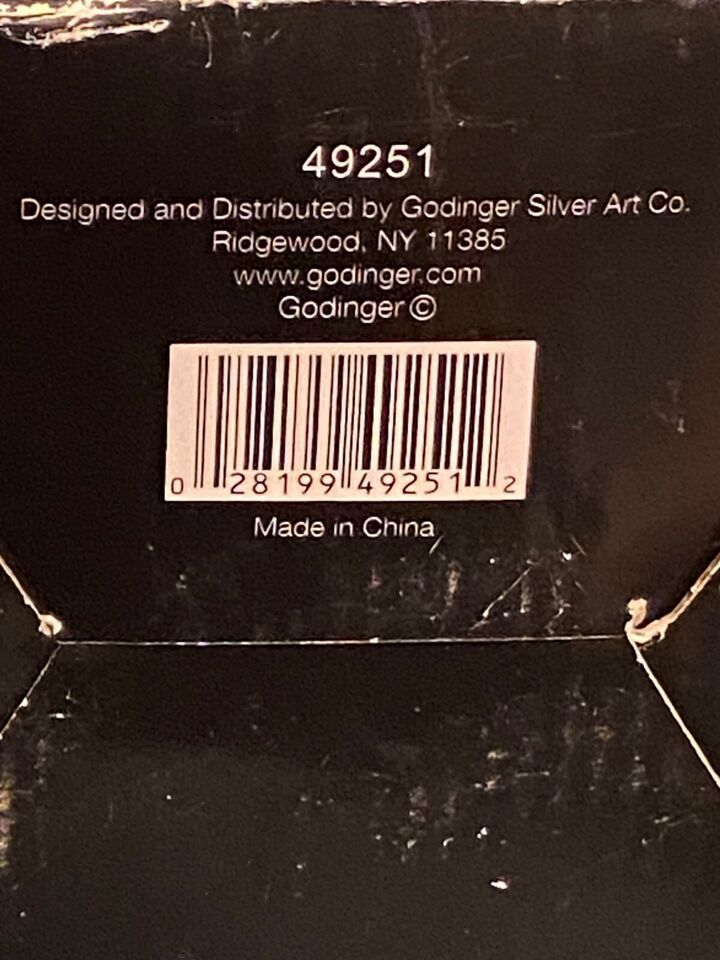 49251
Designed and Distributed by Godinger Silver Art Co.
Ridgewood, NY 11385
www.godinger.com
Godinger ©
0 28199 49251 2
Made in China